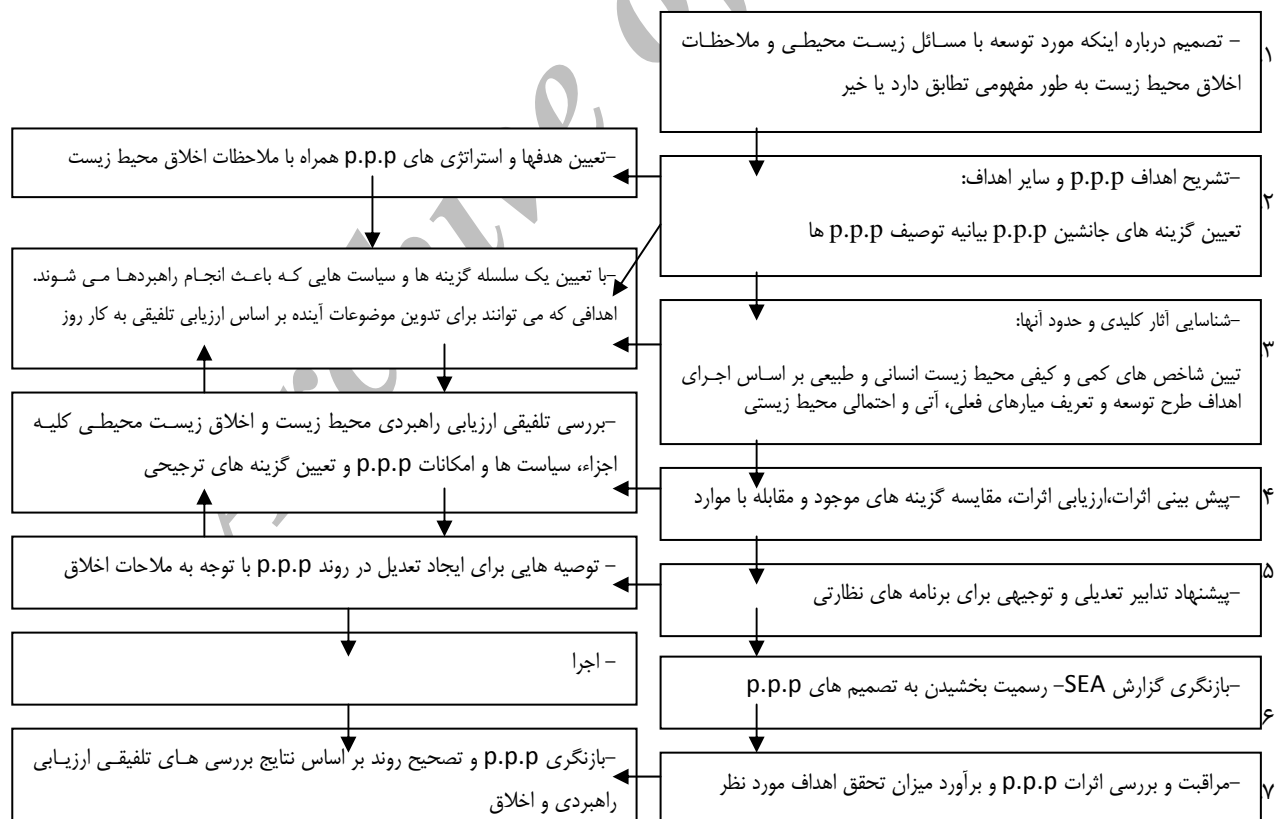 ۱
– تصمیم درباره اینکه مورد توسعه با مسائل زیست محیطی و ملاحظات
اخلاق محیط زیست به طور مفهومی تطابق دارد یا خیر
–تعیین هدفها و استراتژی های p.p.p همراه با ملاحظات اخلاق محیط زیست
۲
–تشریح اهداف p.p.p و سایر اهداف:
تعیین گزینه های جانشین p.p.p بیانیه توصیف p.p.p ها
–با تعیین یک سلسله گزینه ها و سیاست هایی که باعث انجام راهبردها می شوند.
اهدافی که می توانند برای تدوین موضوعات آینده بر اساس ارزیابی تلفیقی به کار روز
۳
–شناسایی آثار کلیدی و حدود آنها:
تیین شاخص های کمی و کیفی محیط زیست انسانی و طبیعی بر اساس اجرای
اهداف طرح توسعه و تعریف میارهای فعلی، آتی و احتمالی محیط زیستی
–بررسی تلفیقی ارزیابی راهبردی محیط زیست و اخلاق زیست محیطی کلیه
اجزاء، سیاست ها و امکانات p.p.p و تعیین گزینه های ترجیحی
۴
–پیش بینی اثرات،ارزیابی اثرات، مقایسه گزینه های موجود و مقابله با موارد
– توصیه هایی برای ایجاد تعدیل در روند p.p.p با توجه به ملاحات اخلاق
۵
–پیشنهاد تدابیر تعدیلی و توجیهی برای برنامه های نظارتی
– اجرا
–بازنگری گزارش SEA– رسمیت بخشیدن به تصمیم های p.p.p
۶
–بازنگری p.p.p و تصحیح روند بر اساس نتایج بررسی های تلفیقی ارزیابی
راهبردی و اخلاق
۷
–مراقبت و بررسی اثرات p.p.p و برآورد میزان تحقق اهداف مورد نظر